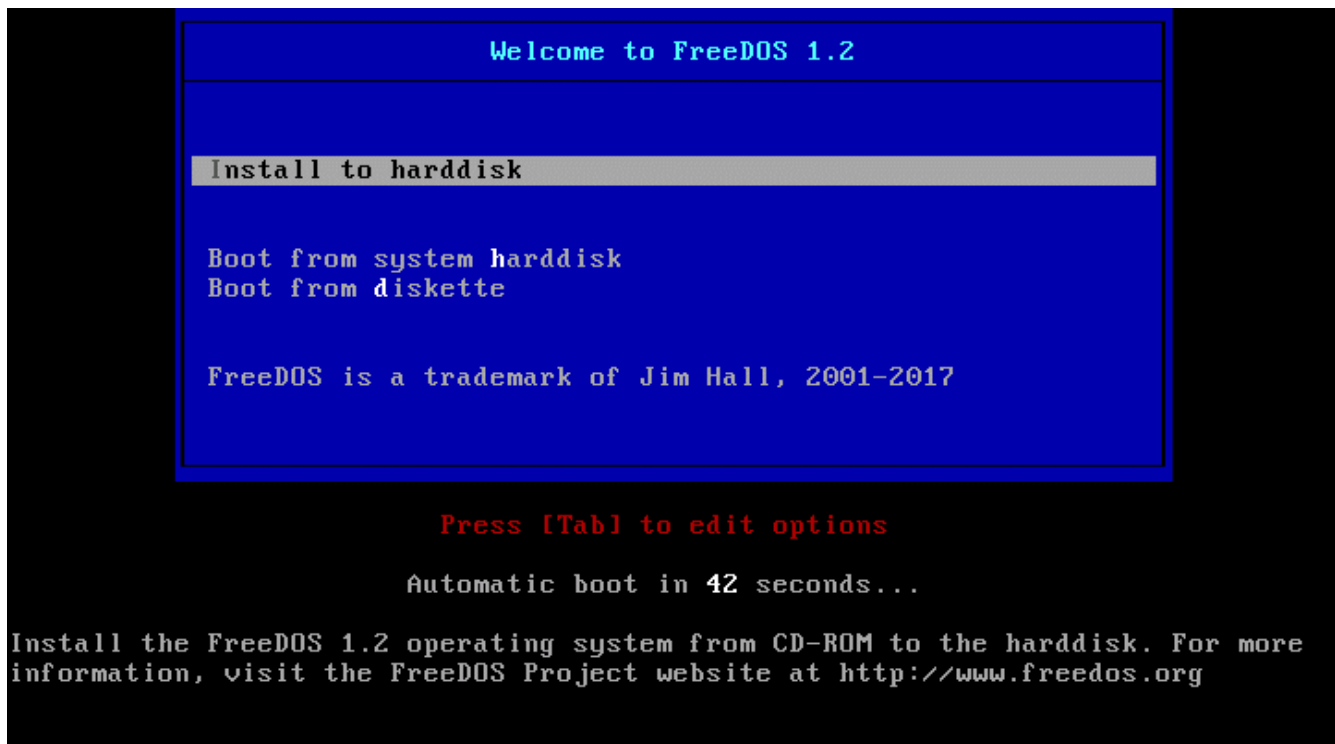 Welcome to FreeDOS 1.2
Install to harddisk
Boot from system harddisk
Boot from diskette
FreeDOS is a trademark of Jim Hall, 2001-2017
Press [Tab] to edit options
Automatic boot in 42 seconds...
Install the FreeDOS 1.2 operating system from CD-ROM to the harddisk. For more
information, visit the FreeDOS Project website at http://www.freedos.org